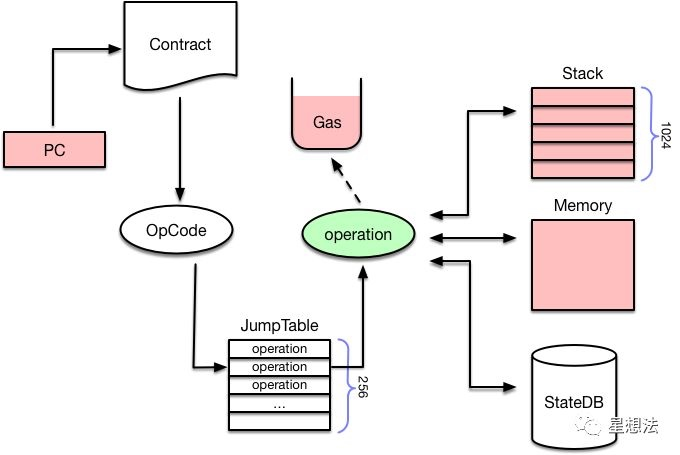 Contract
PC
Gas
Stack
1024
OpCode
operation
Memory
JumpTable
operation
operation
operation
...
256
StateDB
星想法